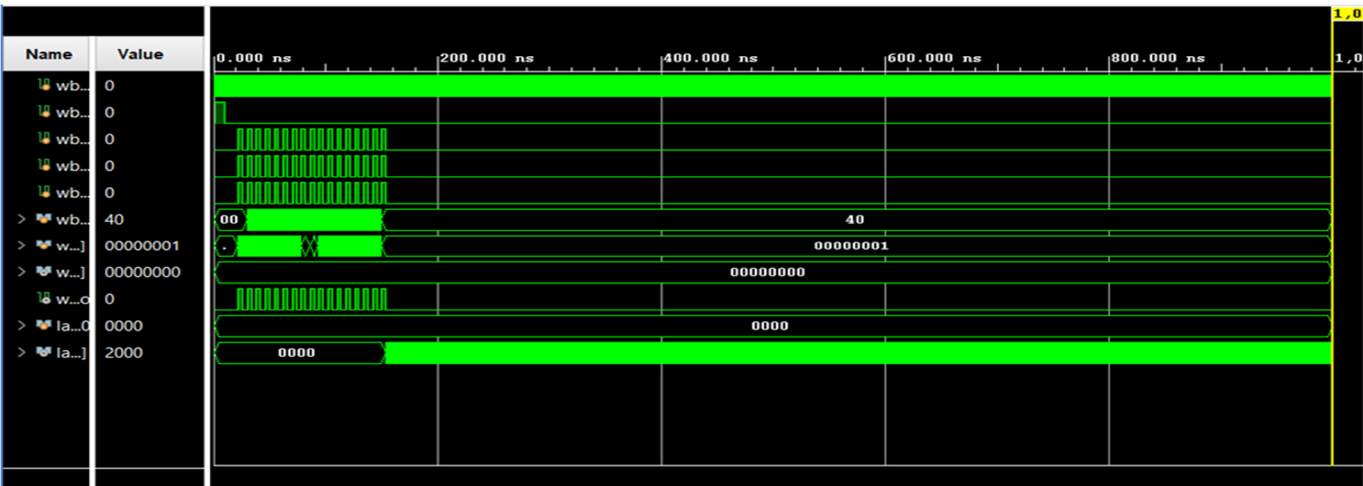 1,0
Name Value 0.000 ns 200.000 ns 400.000 ns 600.000 ns 800.000 ns 1,0
wb... 0
wb... 0
wb... 0
wb... 0
wb... 0
> wb... 40 00 40
> w...] 00000001 . 00000001
> w...] 00000000 00000000
w...o 0
> la...0 0000 0000
> la...] 2000 0000